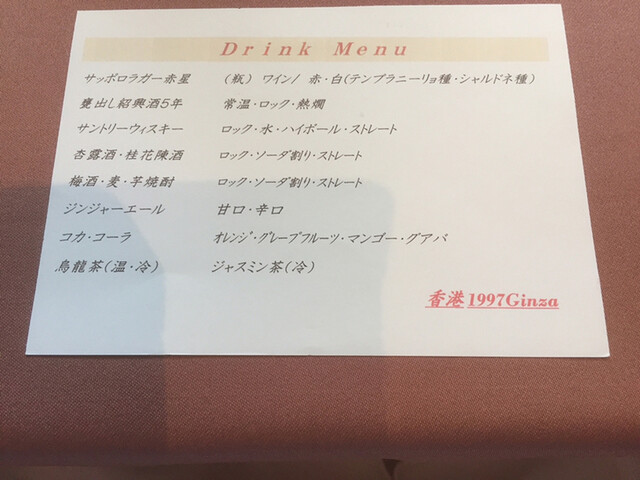 Drink Menu
サッポロラガー赤星 （瓶） ワイン/ 赤・白（テンプラニーリョ種・シャルドネ種）
甕出し紹興酒5年 常温・ロック・熱燗
サントリーウィスキー ロック・水・ハイボール・ストレート
杏露酒・桂花陳酒 ロック・ソーダ割り・ストレート
梅酒・麦・芋焼酎 ロック・ソーダ割り・ストレート
ジンジャーエール 甘口・辛口
コカ・コーラ オレンジ・グレープフルーツ・マンゴー・グアバ
烏龍茶（温・冷） ジャスミン茶（冷）
香港1997Ginza